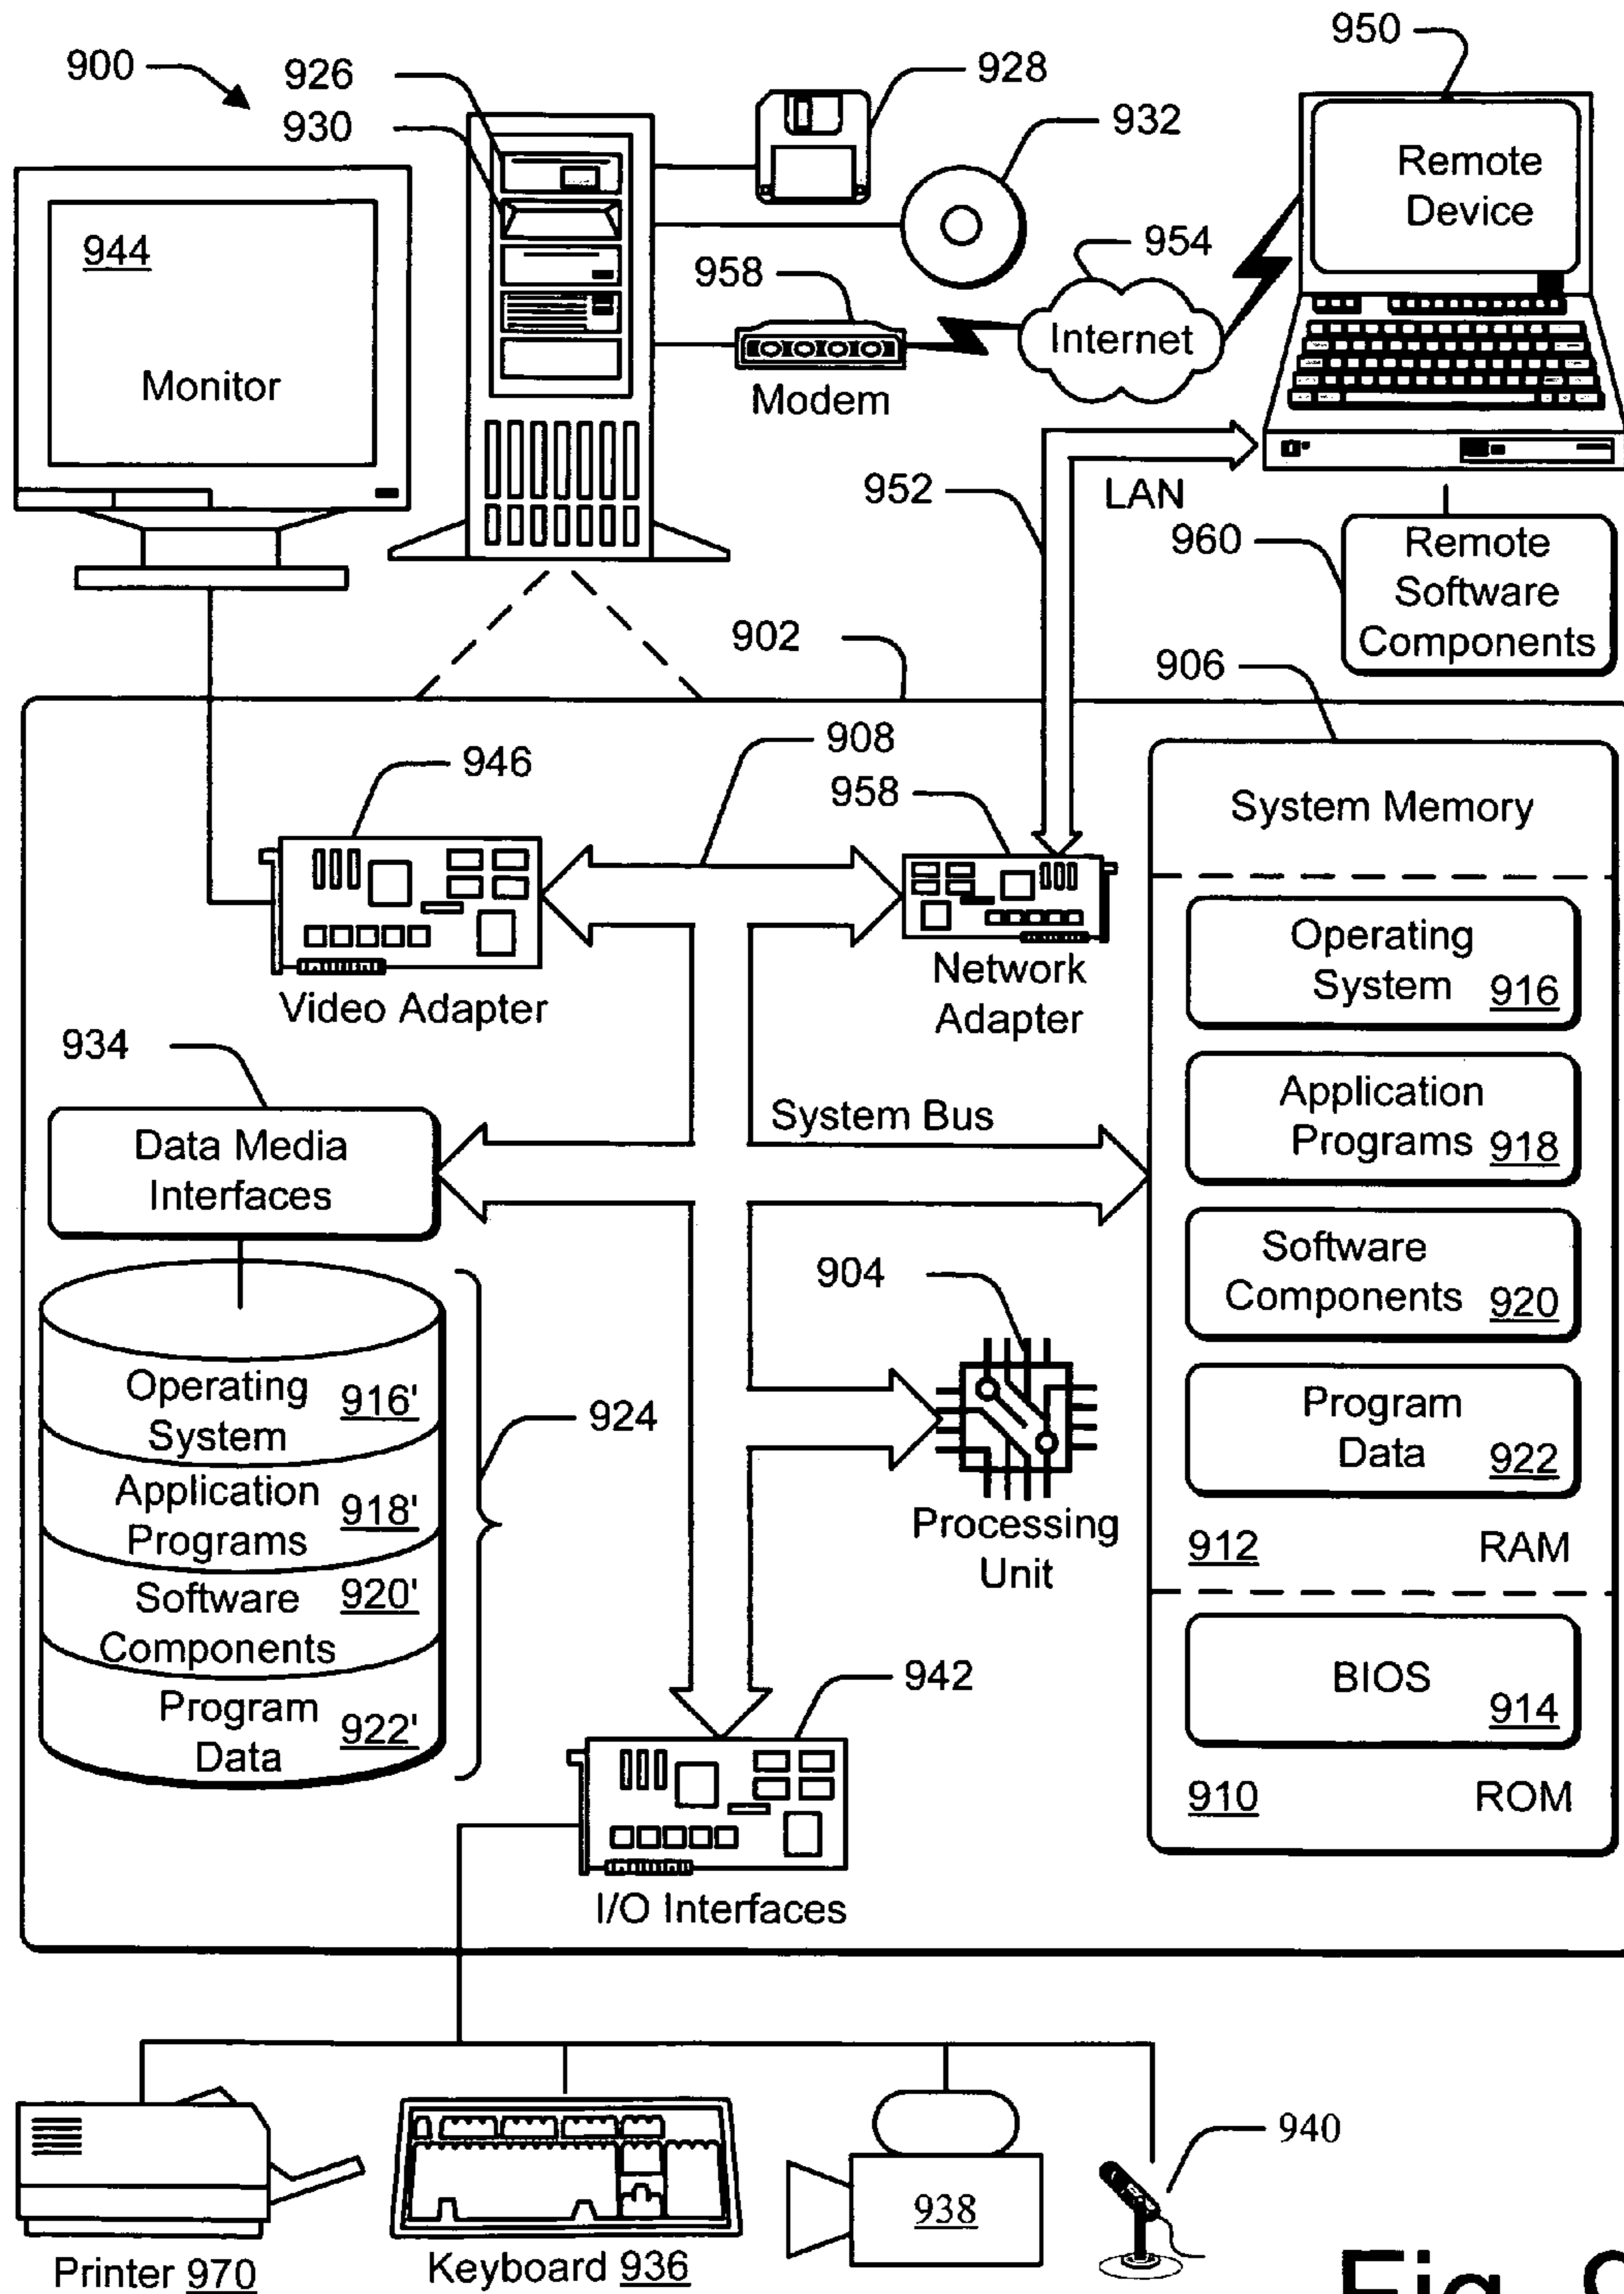 900
926
930
928
932
950
Remote
Device
944
Monitor
958
Modem
954
Internet
952
LAN
960
Remote
Software
Components
902
906
908
946
958
Video Adapter
Network
Adapter
System Memory
Operating
System 916
Application
Programs 918
Software
Components 920
Program
Data 922
912 RAM
BIOS
914
910 ROM
934
Data Media
Interfaces
System Bus
904
Processing
Unit
Operating
System 916'
Application
Programs 918'
Software
Components 920'
Program
Data 922'
924
942
I/O Interfaces
Printer 970
Keyboard 936
938
940
Fig. 9